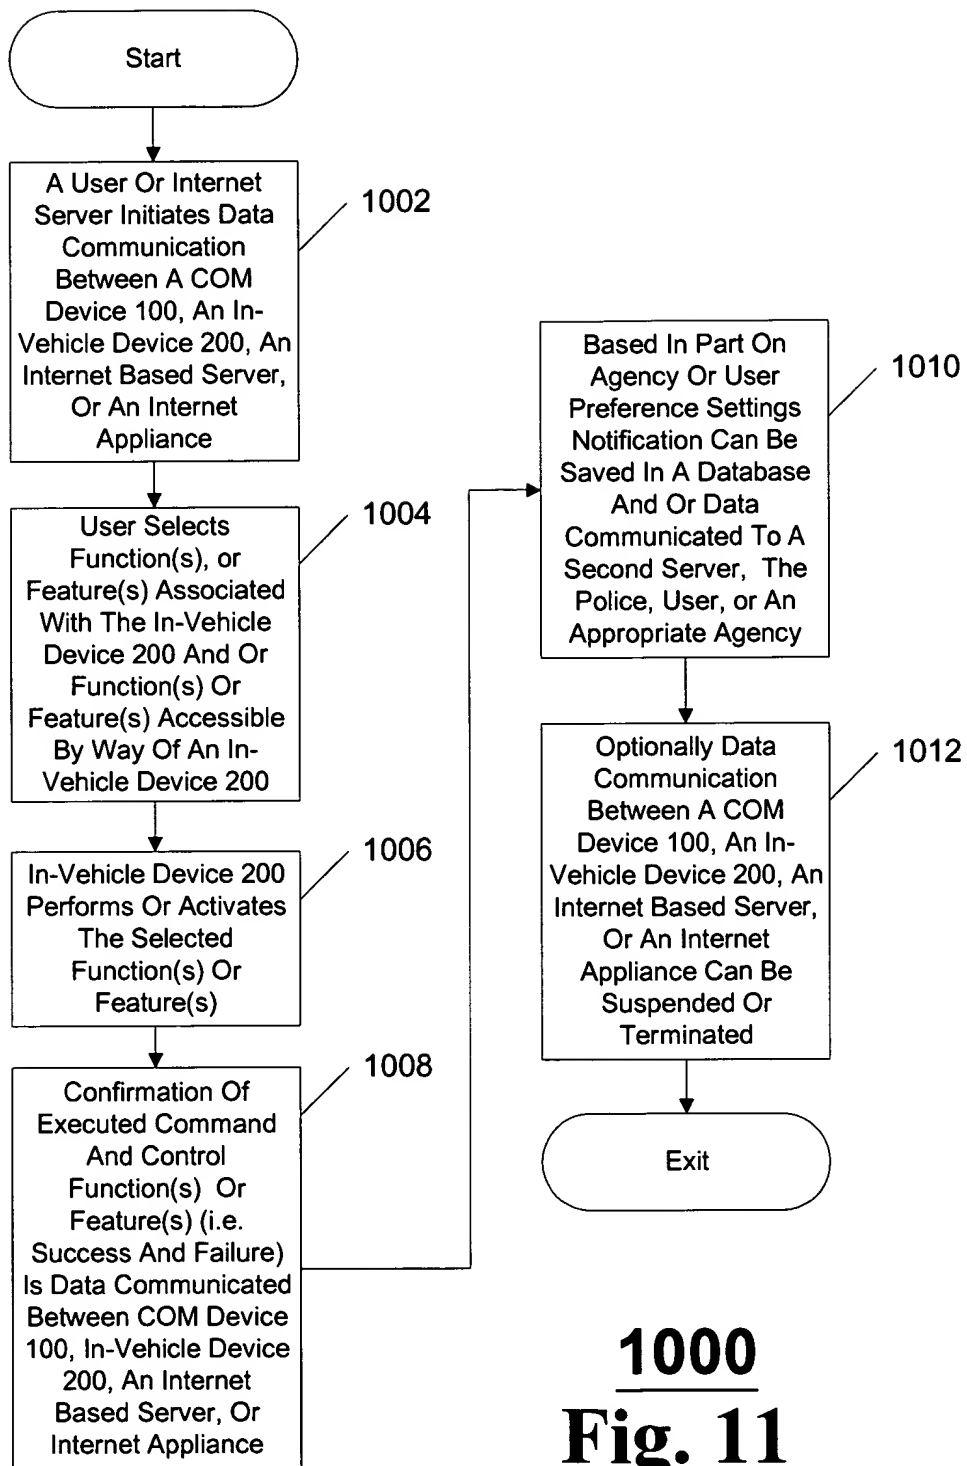 Start
A User Or Internet
Server Initiates Data
Communication
Between A COM
Device 100, An In-
Vehicle Device 200, An
Internet Based Server,
Or An Internet
Appliance
1002
User Selects
Function(s), or
Feature(s) Associated
With The In-Vehicle
Device 200 And Or
Function(s) Or
Feature(s) Accessible
By Way Of An In-
Vehicle Device 200
1004
In-Vehicle Device 200
Performs Or Activates
The Selected
Function(s) Or
Feature(s)
1006
Confirmation Of
Executed Command
And Control
Function(s) Or
Feature(s) (i.e.
Success And Failure)
Is Data Communicated
Between COM Device
100, In-Vehicle Device
200, An Internet
Based Server, Or
Internet Appliance
1008
Based In Part On
Agency Or User
Preference Settings
Notification Can Be
Saved In A Database
And Or Data
Communicated To A
Second Server, The
Police, User, or An
Appropriate Agency
1010
Optionally Data
Communication
Between A COM
Device 100, An In-
Vehicle Device 200, An
Internet Based Server,
Or An Internet
Appliance Can Be
Suspended Or
Terminated
1012
Exit
1000
Fig. 11